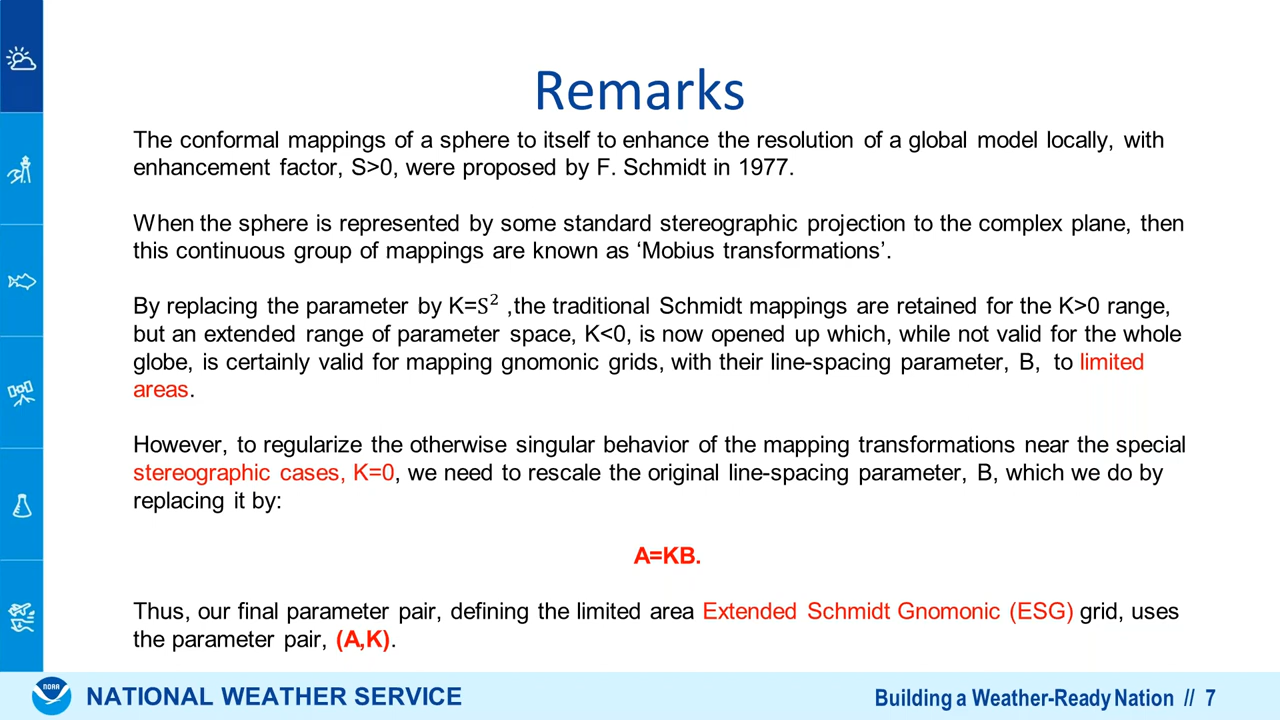 Remarks
The conformal mappings of a sphere to itself to enhance the resolution of a global model locally, with
enhancement factor, S>0, were proposed by F. Schmidt in 1977.
When the sphere is represented by some standard stereographic projection to the complex plane, then
this continuous group of mappings are known as ‘Mobius transformations’.
By replacing the parameter by K=S² ,the traditional Schmidt mappings are retained for the K>0 range,
but an extended range of parameter space, K<0, is now opened up which, while not valid for the whole
globe, is certainly valid for mapping gnomonic grids, with their line-spacing parameter, B, to limited
areas.
However, to regularize the otherwise singular behavior of the mapping transformations near the special
stereographic cases, K=0, we need to rescale the original line-spacing parameter, B, which we do by
replacing it by:
A=KB.
Thus, our final parameter pair, defining the limited area Extended Schmidt Gnomonic (ESG) grid, uses
the parameter pair, (A,K).
NOAA
NATIONAL WEATHER SERVICE
Building a Weather-Ready Nation // 7